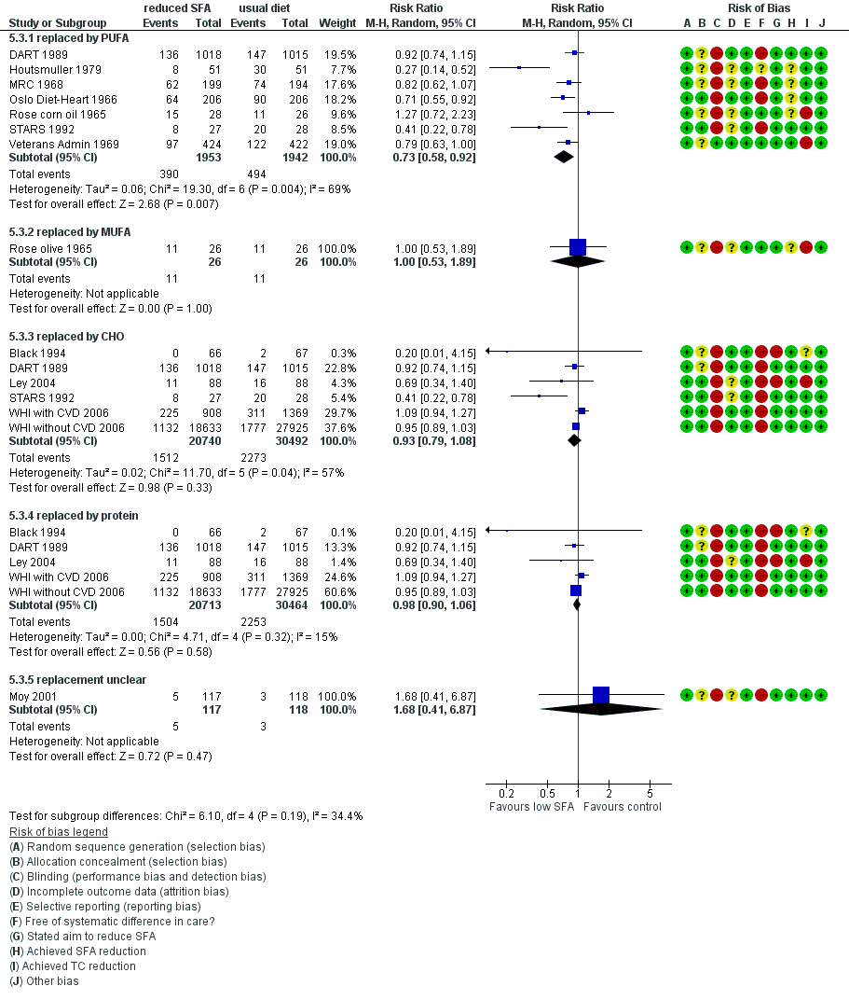 reduced SFA usual diet Risk Ratio Risk Ratio Risk of Bias
Study or Subgroup Events Total Events Total Weight M-H, Random, 95% CI M-H, Random, 95% CI A B C D E F G H I J
5.3.1 replaced by PUFA
DART 1989 136 1018 147 1015 19.5% 0.92 [0.74, 1.15] + ? – + + – – + + +
Houtsmuller 1979 8 51 30 51 7.7% 0.27 [0.14, 0.52] + ? – ? + ? + ? + +
MRC 1968 62 199 74 194 17.6% 0.82 [0.62, 1.07] + ? – ? + – + ? + +
Oslo Diet-Heart 1966 64 206 90 206 18.2% 0.71 [0.55, 0.92] + + – + + – + ? + +
Rose corn oil 1965 15 28 11 26 9.6% 1.27 [0.72, 2.23] + ? – ? + + + ? – +
STARS 1992 8 27 20 28 8.5% 0.41 [0.22, 0.78] + + – ? + – + + + +
Veterans Admin 1969 97 424 122 422 19.0% 0.79 [0.63, 1.00] + ? + + + + + + – +
Subtotal (95% CI) 1953 1942 100.0% 0.73 [0.58, 0.92]
Total events 390 494
Heterogeneity: Tau² = 0.06; Chi² = 19.30, df = 6 (P = 0.004); I² = 69%
Test for overall effect: Z = 2.68 (P = 0.007)
5.3.2 replaced by MUFA
Rose olive 1965 11 26 11 26 100.0% 1.00 [0.53, 1.89] + ? – ? + + + ? – +
Subtotal (95% CI) 26 26 100.0% 1.00 [0.53, 1.89]
Total events 11 11
Heterogeneity: Not applicable
Test for overall effect: Z = 0.00 (P = 1.00)
5.3.3 replaced by CHO
Black 1994 0 66 2 67 0.3% 0.20 [0.01, 4.15] + ? – + + – – + ? +
DART 1989 136 1018 147 1015 22.8% 0.92 [0.74, 1.15] + ? – + + – + + + +
Ley 2004 11 88 16 88 4.3% 0.69 [0.34, 1.40] + + – ? + – – + – +
STARS 1992 8 27 20 28 5.4% 0.41 [0.22, 0.78] + + – + + – + + + +
WHI with CVD 2006 225 908 311 1369 29.7% 1.09 [0.94, 1.27] + + – + + – + + + +
WHI without CVD 2006 1132 18633 1777 27925 37.6% 0.95 [0.89, 1.03] + + – + + – + + + +
Subtotal (95% CI) 20740 30492 100.0% 0.93 [0.79, 1.08]
Total events 1512 2273
Heterogeneity: Tau² = 0.02; Chi² = 11.70, df = 5 (P = 0.04); I² = 57%
Test for overall effect: Z = 0.98 (P = 0.33)
5.3.4 replaced by protein
Black 1994 0 66 2 67 0.1% 0.20 [0.01, 4.15] + ? – + + – – + ? +
DART 1989 136 1018 147 1015 13.3% 0.92 [0.74, 1.15] + ? – + + – + + + +
Ley 2004 11 88 16 88 1.4% 0.69 [0.34, 1.40] + + – ? + – – + – +
WHI with CVD 2006 225 908 311 1369 24.6% 1.09 [0.94, 1.27] + + – + + – + + + +
WHI without CVD 2006 1132 18633 1777 27925 60.6% 0.95 [0.89, 1.03] + + – + + – + + + +
Subtotal (95% CI) 20713 30464 100.0% 0.98 [0.90, 1.06]
Total events 1504 2253
Heterogeneity: Tau² = 0.00; Chi² = 4.71, df = 4 (P = 0.32); I² = 15%
Test for overall effect: Z = 0.56 (P = 0.58)
5.3.5 replacement unclear
Moy 2001 5 117 3 118 100.0% 1.68 [0.41, 6.87] + ? – ? + – + + + +
Subtotal (95% CI) 117 118 100.0% 1.68 [0.41, 6.87]
Total events 5 3
Heterogeneity: Not applicable
Test for overall effect: Z = 0.72 (P = 0.47)
0.2 0.5 1 2 5
Favours low SFA Favours control
Test for subgroup differences: Chi² = 6.10, df = 4 (P = 0.19), I² = 34.4%
Risk of bias legend
(A) Random sequence generation (selection bias)
(B) Allocation concealment (selection bias)
(C) Blinding (performance bias and detection bias)
(D) Incomplete outcome data (attrition bias)
(E) Selective reporting (reporting bias)
(F) Free of systematic difference in care?
(G) Stated aim to reduce SFA
(H) Achieved SFA reduction
(I) Achieved TC reduction
(J) Other bias